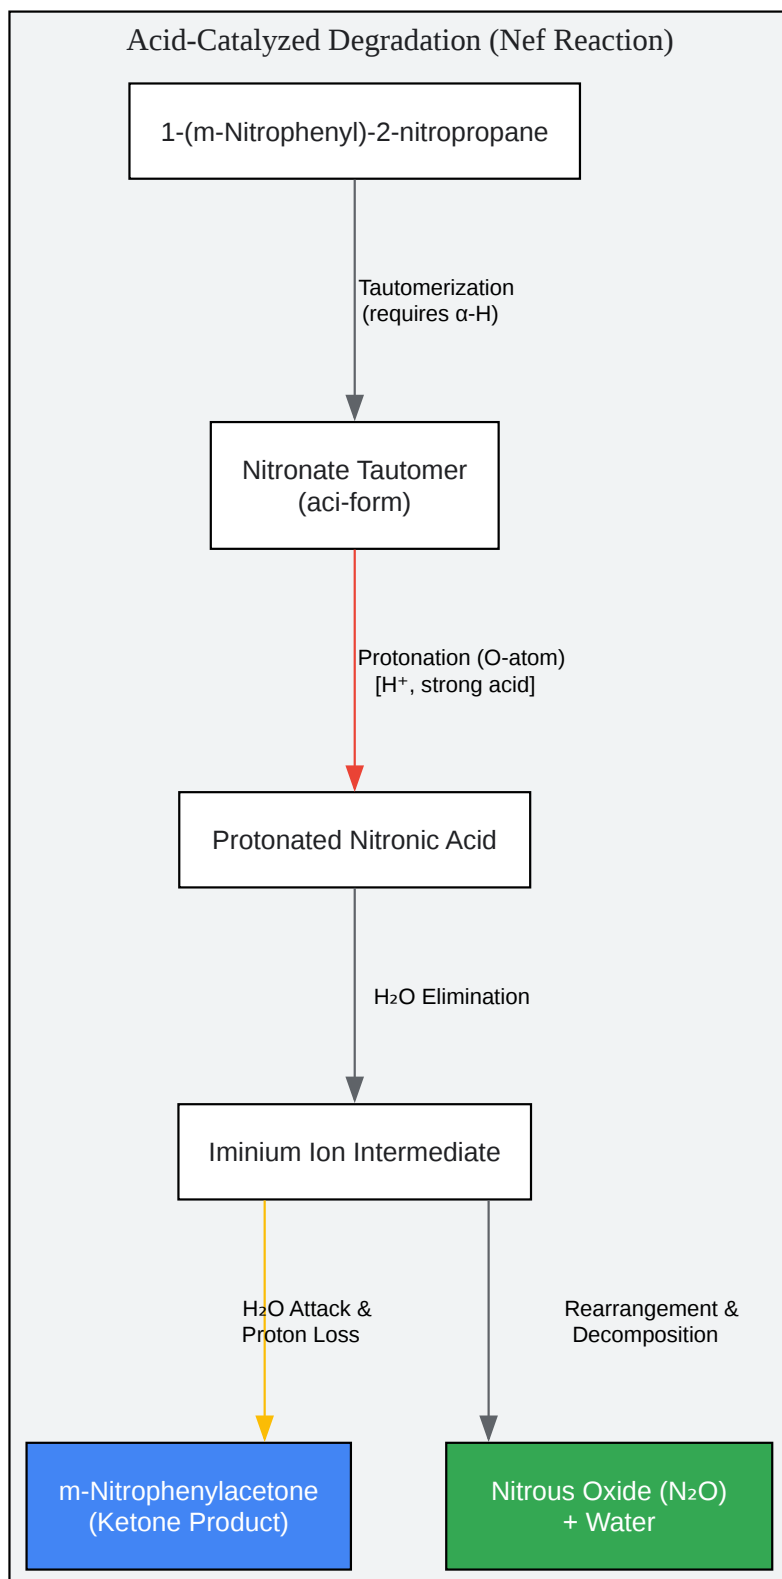 Acid-Catalyzed Degradation (Nef Reaction)
1-(m-Nitrophenyl)-2-nitropropane
Tautomerization
(requires α-H)
Nitronate Tautomer
(aci-form)
Protonation (O-atom)
[H⁺, strong acid]
Protonated Nitronic Acid
H₂O Elimination
Iminium Ion Intermediate
H₂O Attack &
Proton Loss
Rearrangement &
Decomposition
m-Nitrophenylacetone
(Ketone Product)
Nitrous Oxide (N₂O)
+ Water